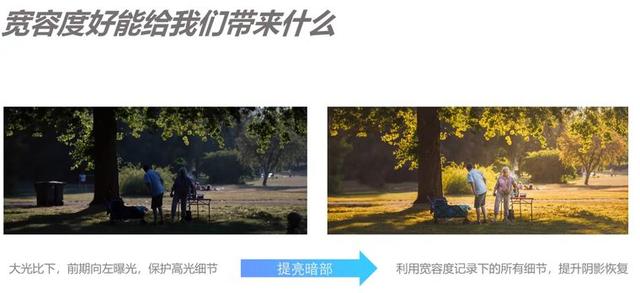 宽容度好能给我们带来什么
大光比下，前期向左曝光，保护高光细节
提亮暗部
利用宽容度记录下的所有细节，提升阴影恢复